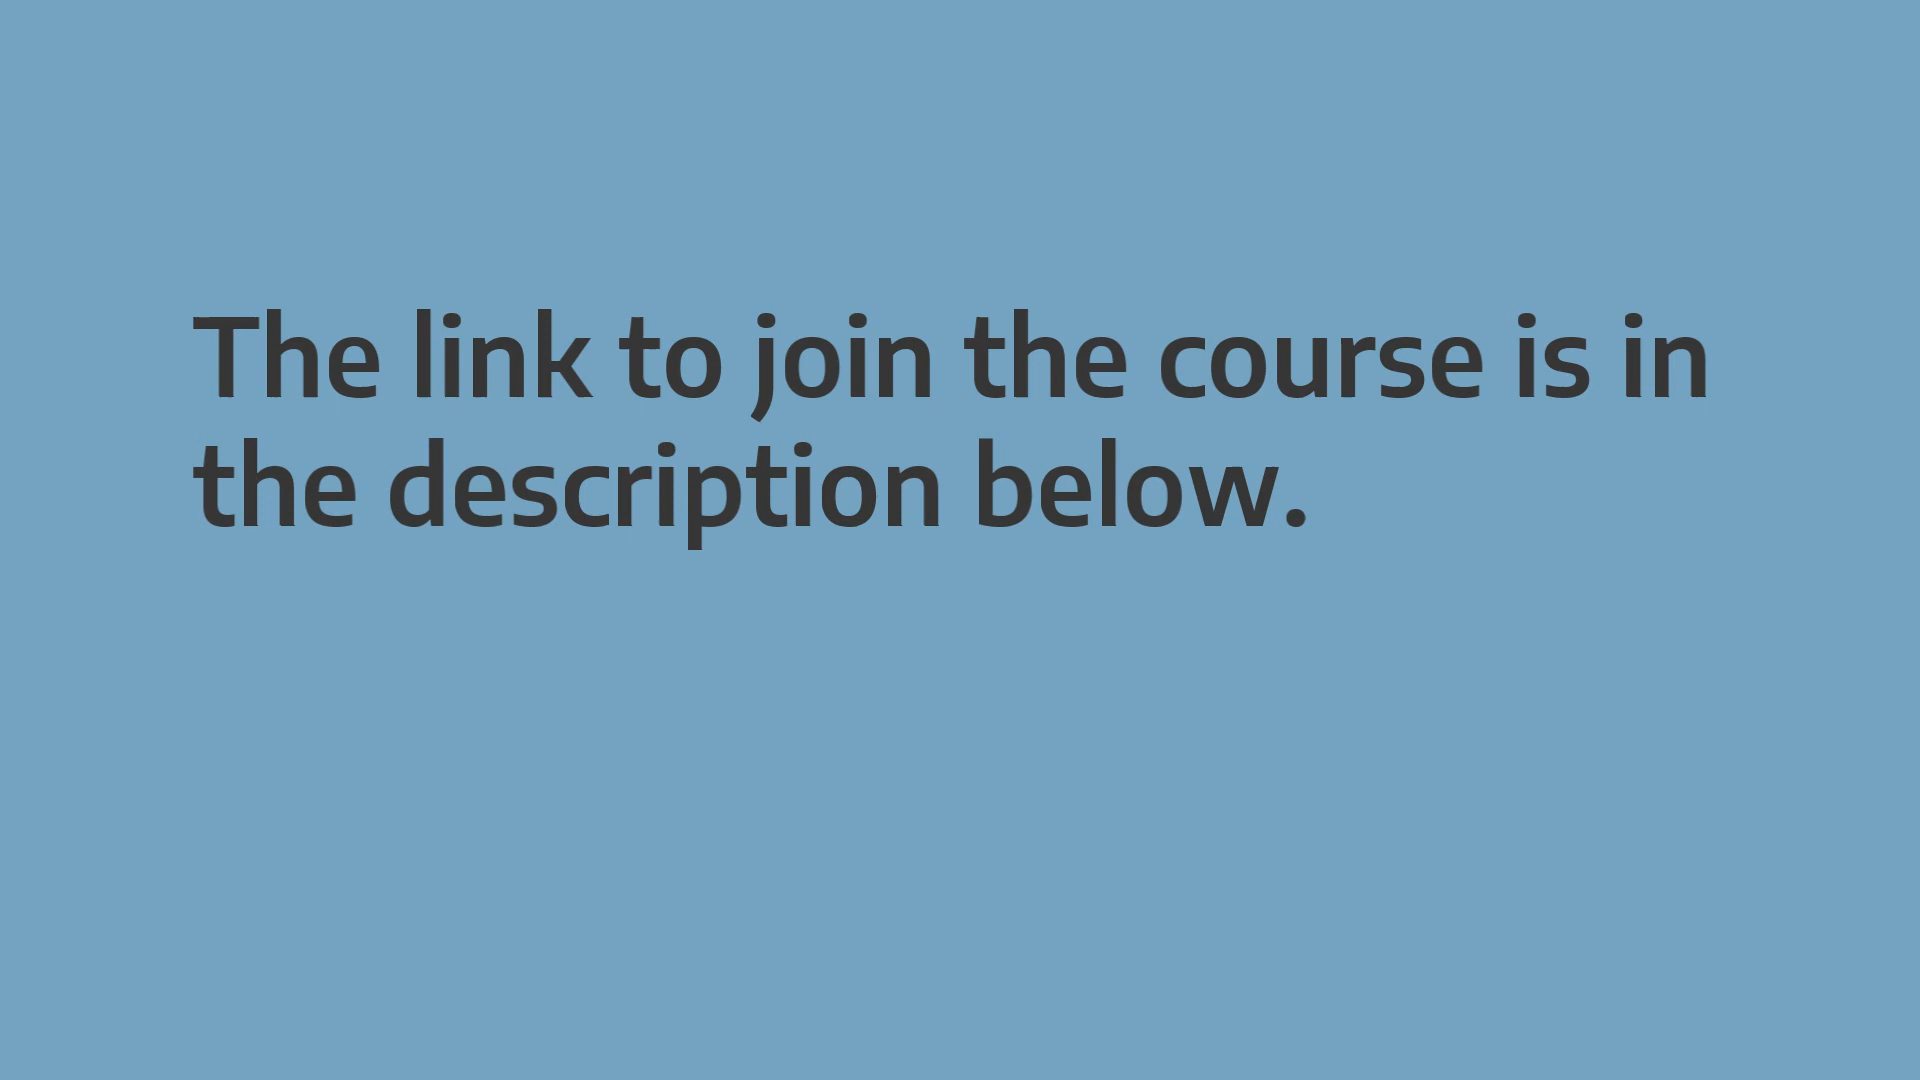 The link to join the course is in
the description below.